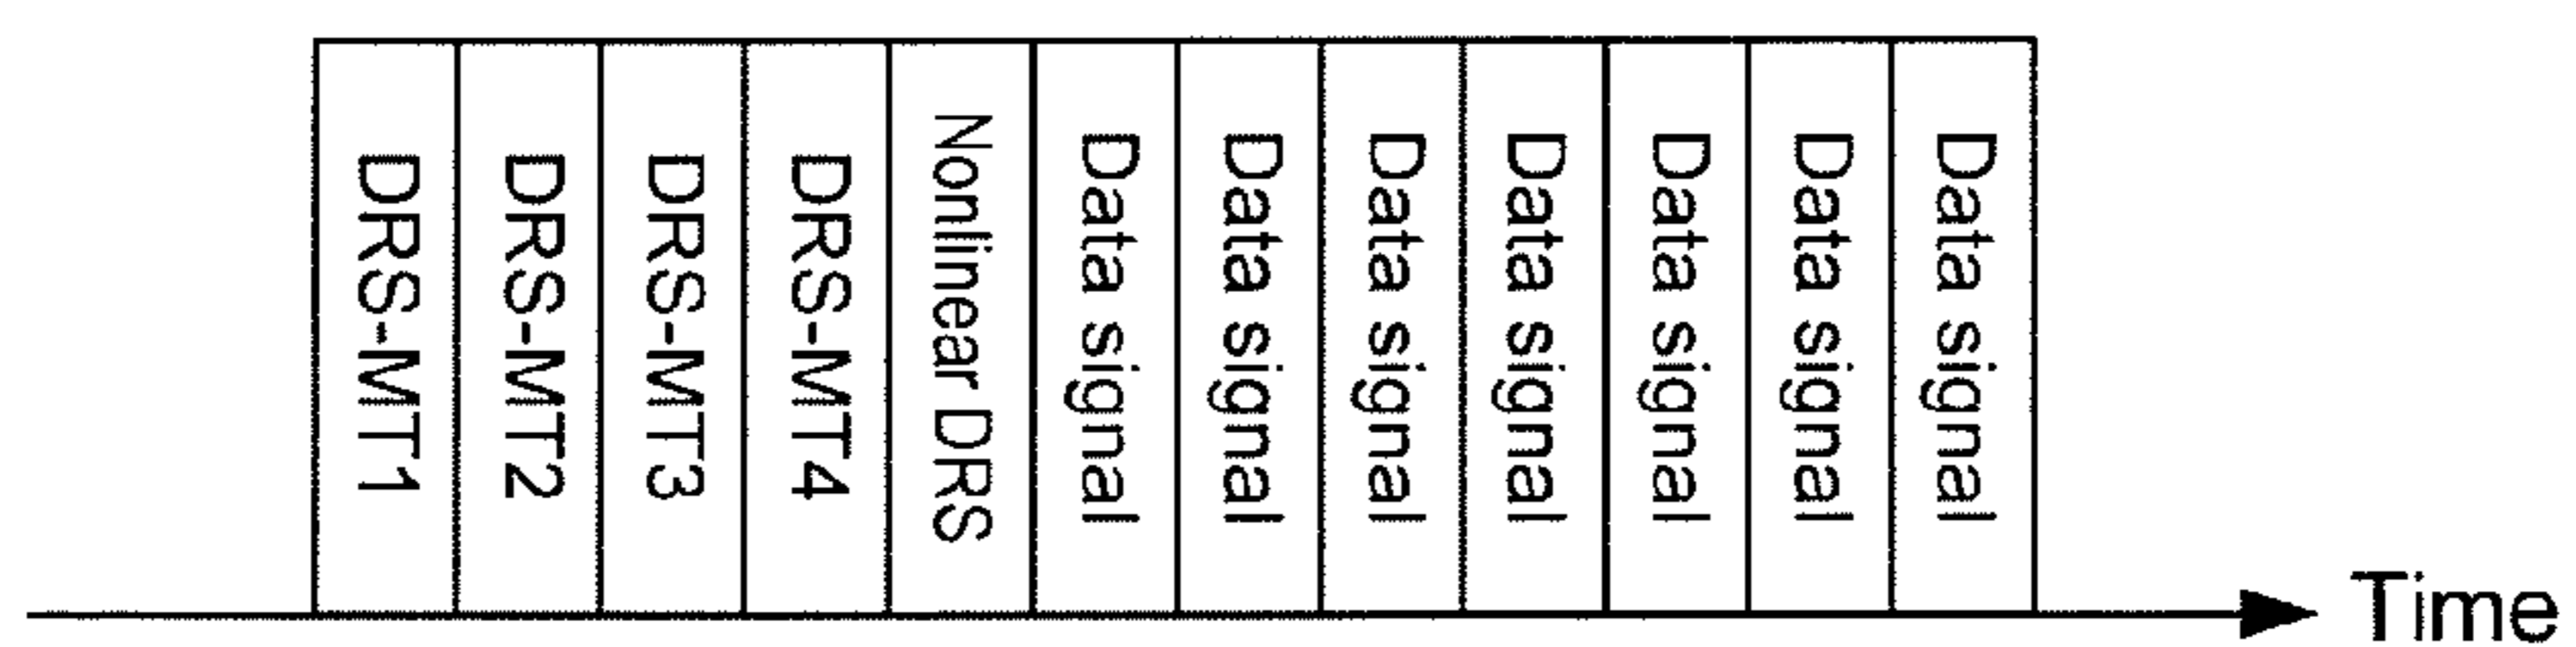 DRS-MT1
DRS-MT2
DRS-MT3
DRS-MT4
Nonlinear DRS
Data signal
Data signal
Data signal
Data signal
Data signal
Data signal
Data signal
Time